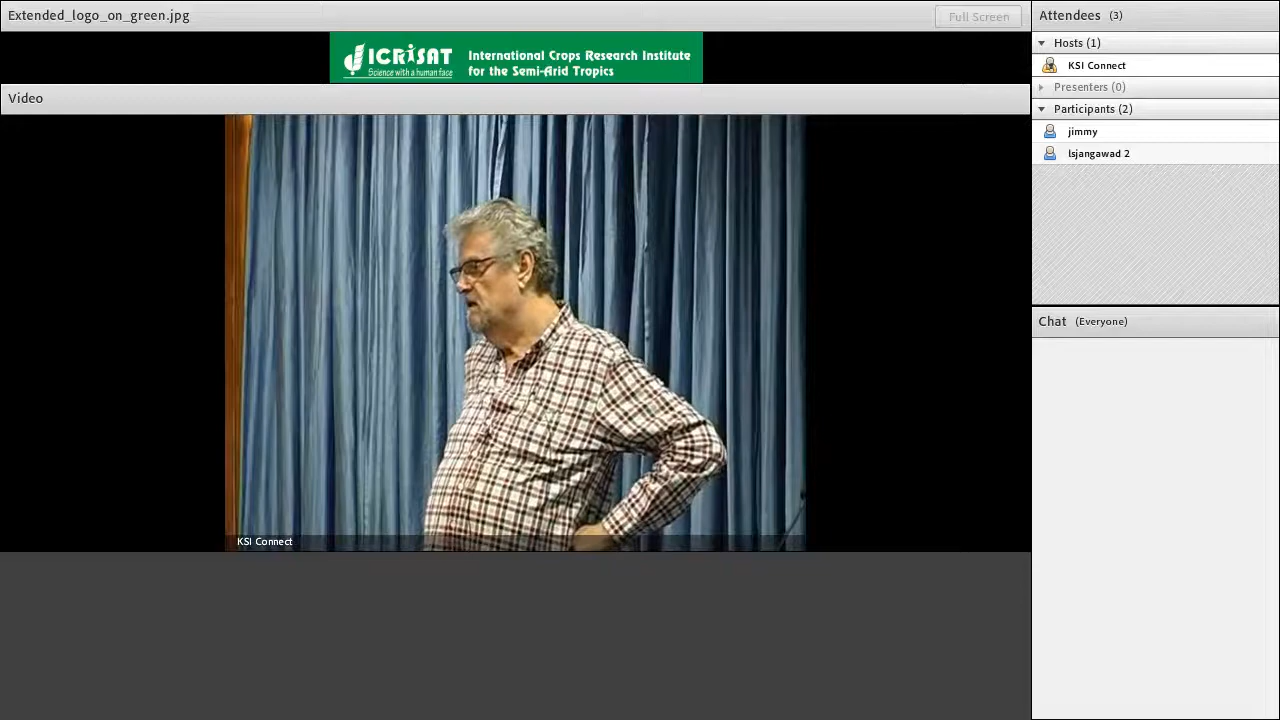 Extended_logo_on_green.jpg
Full Screen
ICRISAT
Science with a human face
International Crops Research Institute
for the Semi-Arid Tropics
Video
KSI Connect
Attendees (3)
Hosts (1)
KSI Connect
Presenters (0)
Participants (2)
jimmy
lsjangawad 2
Chat (Everyone)